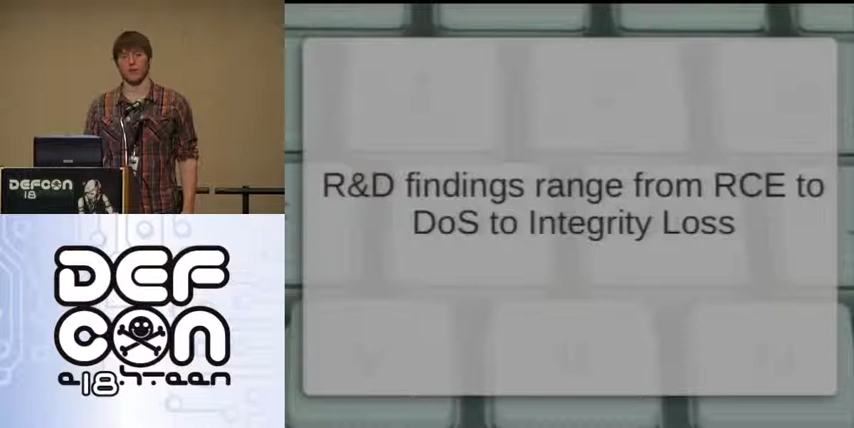 DEFCON
18
R&D findings range from RCE to
DoS to Integrity Loss
DEF
CON
e18hteen